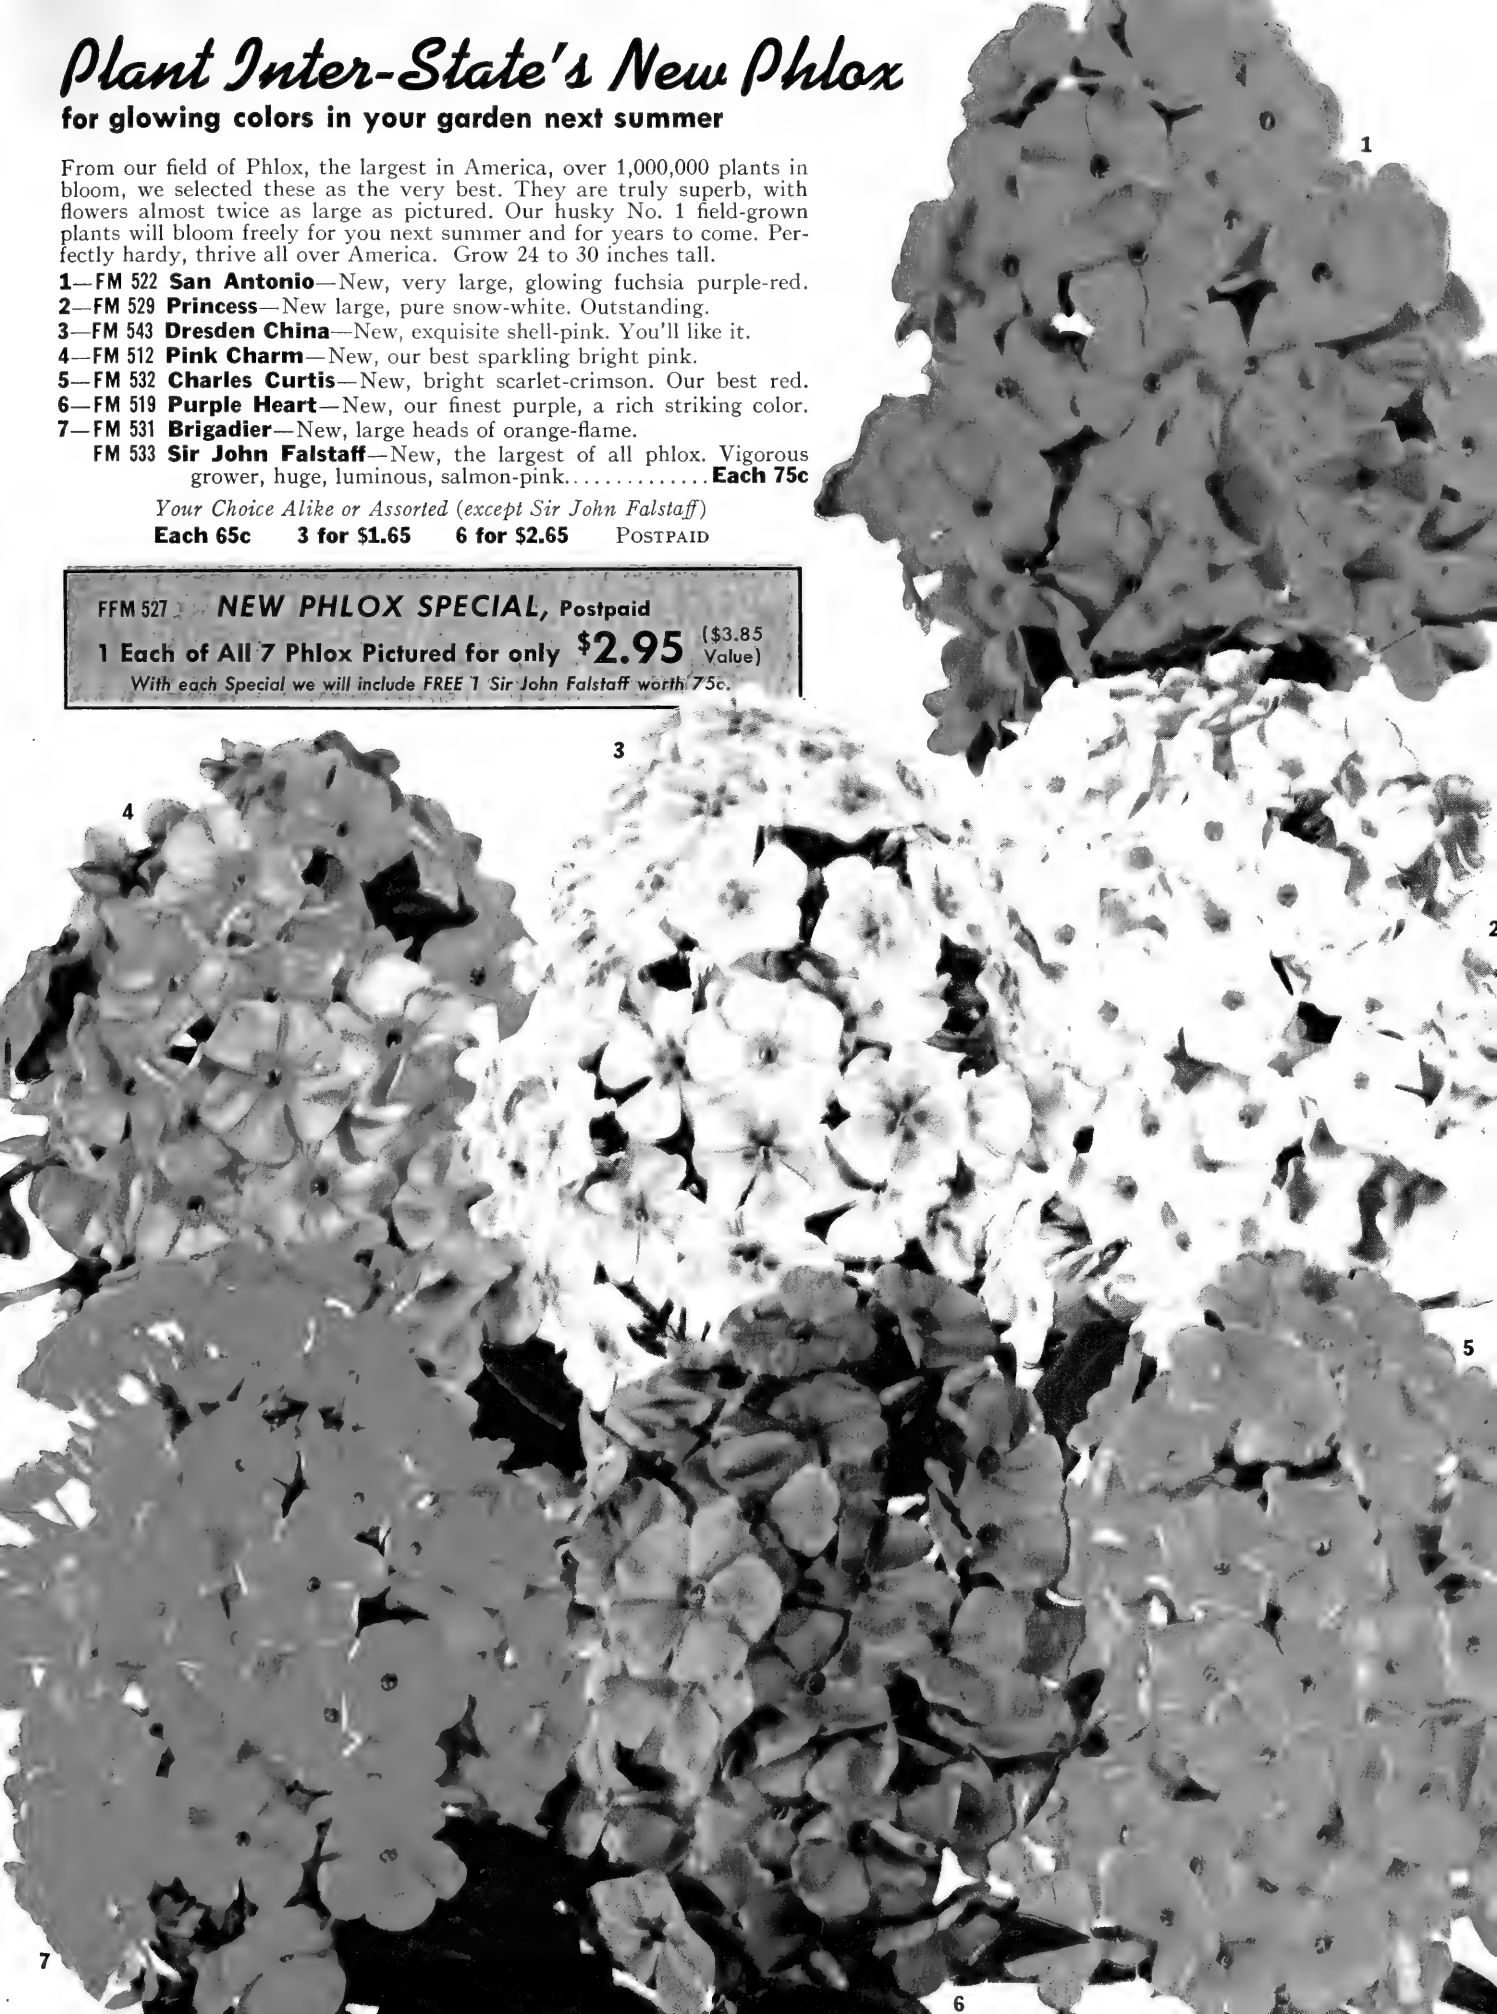 Plant Inter-State's New Phlox
for glowing colors in your garden next summer
From our field of Phlox, the largest in America, over 1,000,000 plants in
bloom, we selected these as the very best. They are truly superb, with
flowers almost twice as large as pictured. Our husky No. 1 field-grown
plants will bloom freely for you next summer and for years to come. Per-
fectly hardy, thrive all over America. Grow 24 to 30 inches tall.
1—FM 522 San Antonio—New, very large, glowing fuchsia purple-red.
2—FM 529 Princess—New large, pure snow-white. Outstanding.
3—FM 543 Dresden China—New, exquisite shell-pink. You'll like it.
4—FM 512 Pink Charm—New, our best sparkling bright pink.
5—FM 532 Charles Curtis—New, bright scarlet-crimson. Our best red.
6—FM 519 Purple Heart—New, our finest purple, a rich striking color.
7—FM 531 Brigadier—New, large heads of orange-flame.
FM 533 Sir John Falstaff—New, the largest of all phlox. Vigorous
grower, huge, luminous, salmon-pink..............Each 75c
Your Choice Alike or Assorted (except Sir John Falstaff)
Each 65c 3 for $1.65 6 for $2.65 POSTPAID
FFM 527 NEW PHLOX SPECIAL, Postpaid
1 Each of All 7 Phlox Pictured for only $2.95 ($3.85
Value)
With each Special we will include FREE 1 Sir John Falstaff worth 75c.
1
3
4
2
5
7
6